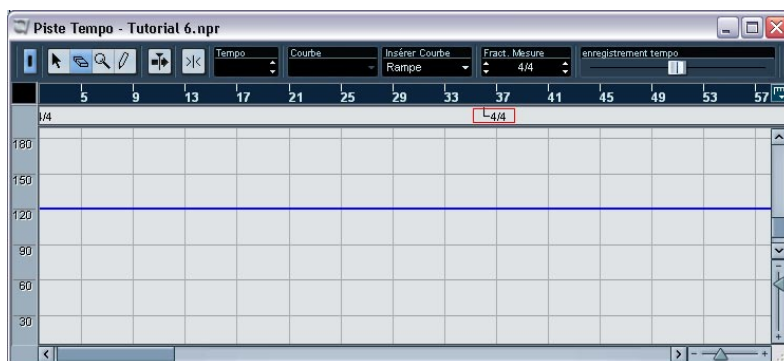 Piste Tempo - Tutorial 6.npr
Tempo Courbe Insérer Courbe Fract. Mesure enregistrement tempo
Rampe 4/4
5 9 13 17 21 25 29 33 37 41 45 49 53 57
4/4 4/4
180
150
120
90
60
30